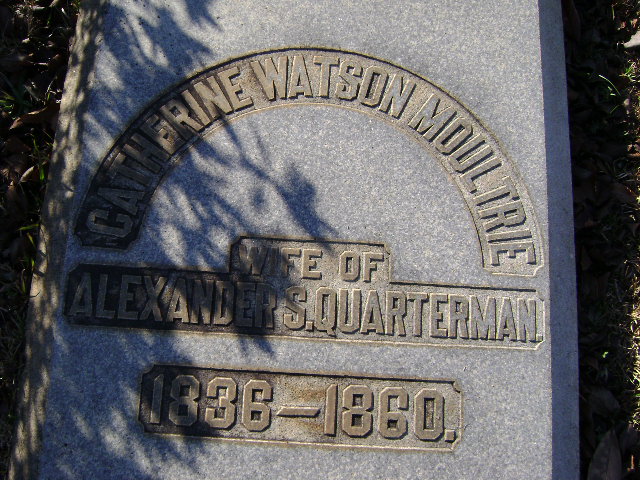 CATHERINE WATSON MOULTRIE
WIFE OF
ALEXANDER S. QUARTERMAN.
1836—1860.